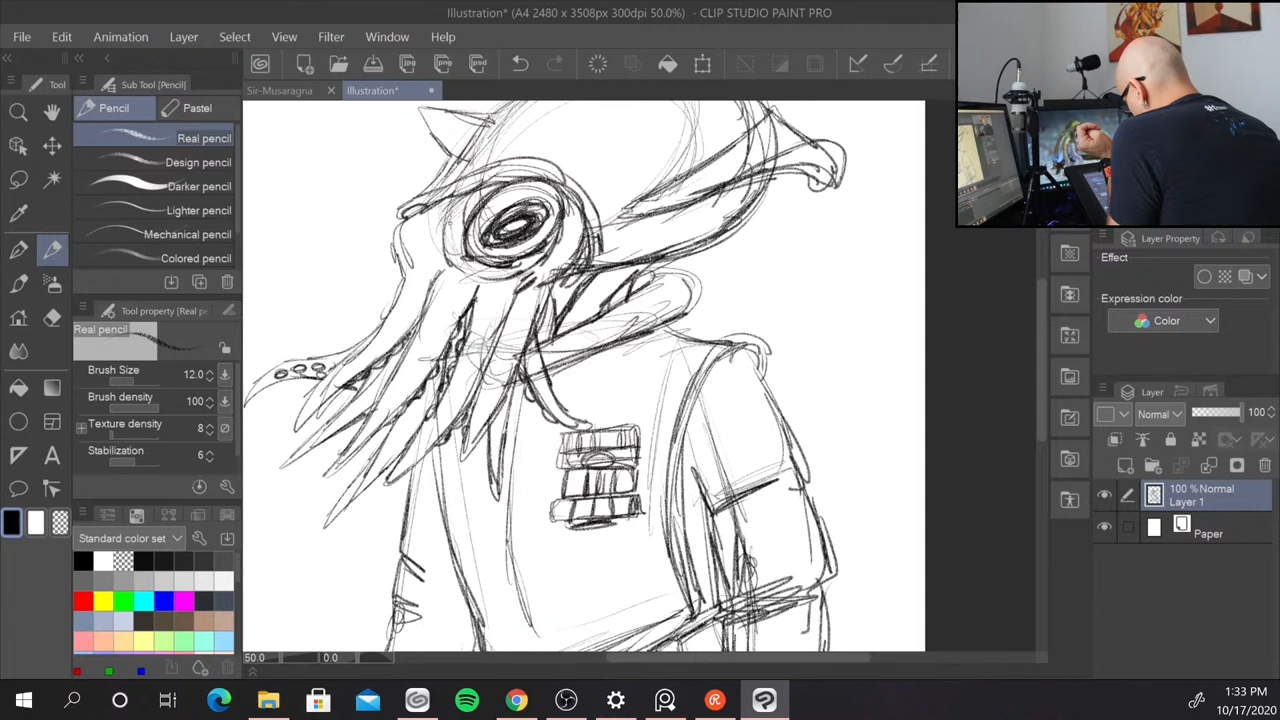 Illustration* (A4 2480 x 3508px 300dpi 50.0%) - CLIP STUDIO PAINT PRO
File Edit Animation Layer Select View Filter Window Help
Tool
Sub Tool [Pencil]
Sir-Musaragna
Illustration*
Pencil
Pastel
Real pencil
Design pencil
Darker pencil
Lighter pencil
Mechanical pencil
Colored pencil
Tool property [Real pe
Real pencil
Brush Size 12.0
Brush density 100
Texture density 8
Stabilization 6
Standard color set
50.0
0.0
Layer Property
Effect
Expression color
Color
Layer
Normal
100
100 % Normal
Layer 1
Paper
1:33 PM
10/17/2020